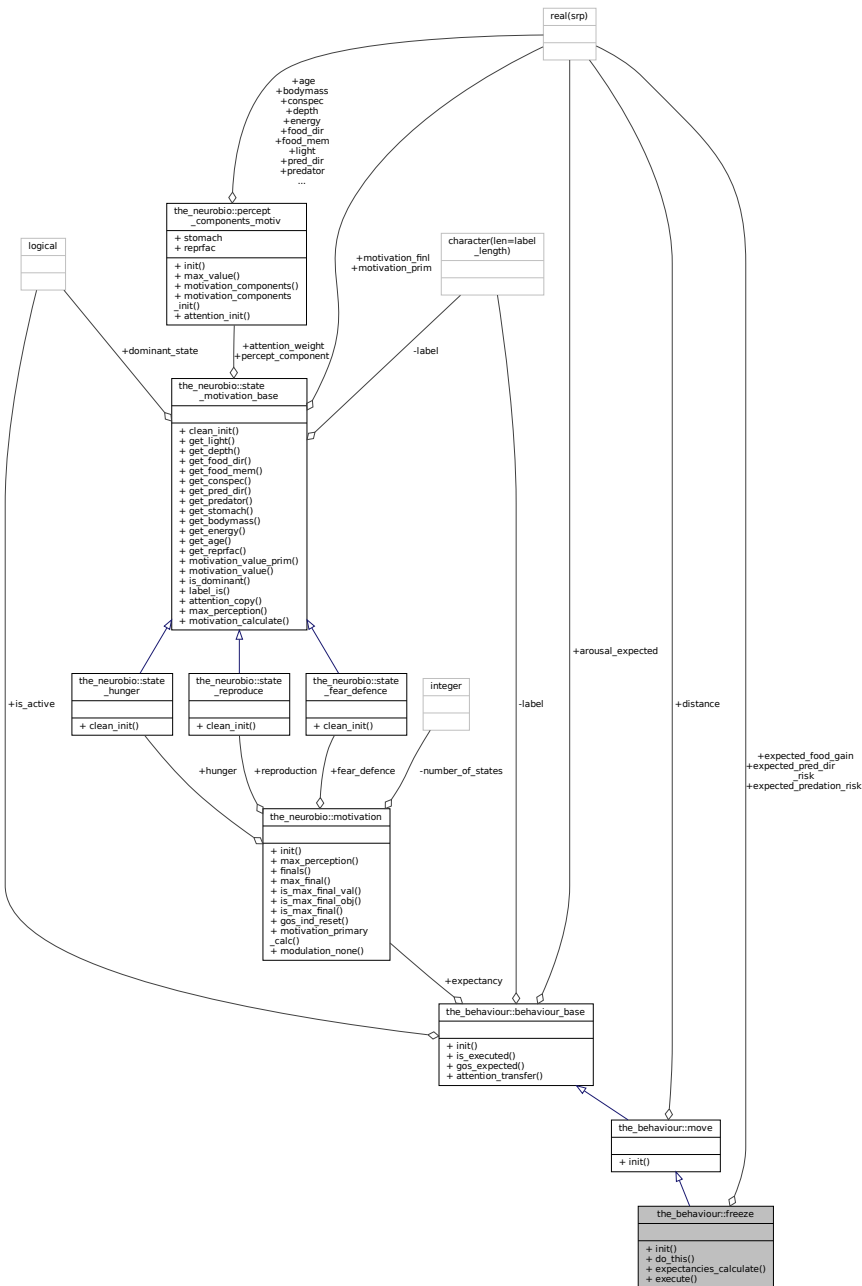 real(srp)
+age
+bodymass
+conspec
+depth
+energy
+food_dir
+food_mem
+light
+pred_dir
+predator
...
the_neurobio::percept
_components_motiv
+ stomach
+ reprfac
+ init()
+ max_value()
+ motivation_components()
+ motivation_components
_init()
+ attention_init()
logical
character(len=label
_length)
+motivation_finl
+motivation_prim
+dominant_state
+attention_weight
+percept_component
-label
the_neurobio::state
_motivation_base
+ clean_init()
+ get_light()
+ get_depth()
+ get_food_dir()
+ get_food_mem()
+ get_conspec()
+ get_pred_dir()
+ get_predator()
+ get_stomach()
+ get_bodymass()
+ get_energy()
+ get_age()
+ get_reprfac()
+ motivation_value_prim()
+ motivation_value()
+ is_dominant()
+ label_is()
+ attention_copy()
+ max_perception()
+ motivation_calculate()
+arousal_expected
the_neurobio::state
_hunger
+ clean_init()
the_neurobio::state
_reproduce
+ clean_init()
the_neurobio::state
_fear_defence
+ clean_init()
integer
+is_active
-label
+distance
+hunger
+reproduction
+fear_defence
-number_of_states
+expected_food_gain
+expected_pred_dir
_risk
+expected_predation_risk
the_neurobio::motivation
+ init()
+ max_perception()
+ finals()
+ max_final()
+ is_max_final_val()
+ is_max_final_obj()
+ is_max_final()
+ gos_ind_reset()
+ motivation_primary
_calc()
+ modulation_none()
+expectancy
the_behaviour::behaviour_base
+ init()
+ is_executed()
+ gos_expected()
+ attention_transfer()
the_behaviour::move
+ init()
the_behaviour::freeze
+ init()
+ do_this()
+ expectancies_calculate()
+ execute()